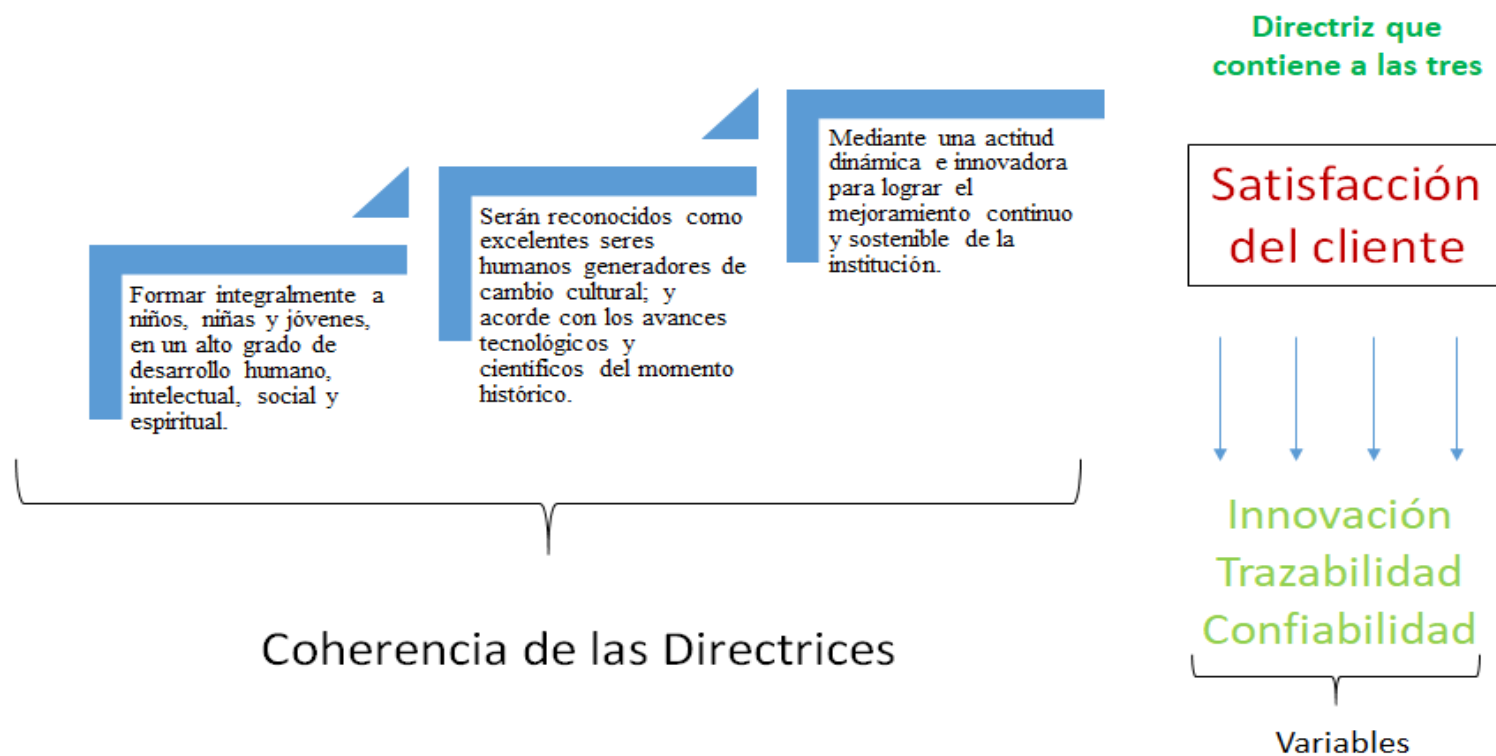 Formar integralmente a
niños, niñas y jóvenes,
en un alto grado de
desarrollo humano,
intelectual, social y
espiritual.
Serán reconocidos como
excelentes seres
humanos generadores de
cambio cultural; y
acorde con los avances
tecnológicos y
científicos del momento
histórico.
Mediante una actitud
dinámica e innovadora
para lograr el
mejoramiento continuo
y sostenible de la
institución.
Coherencia de las Directrices
Directriz que
contiene a las tres
Satisfacción
del cliente
Innovación
Trazabilidad
Confiabilidad
Variables